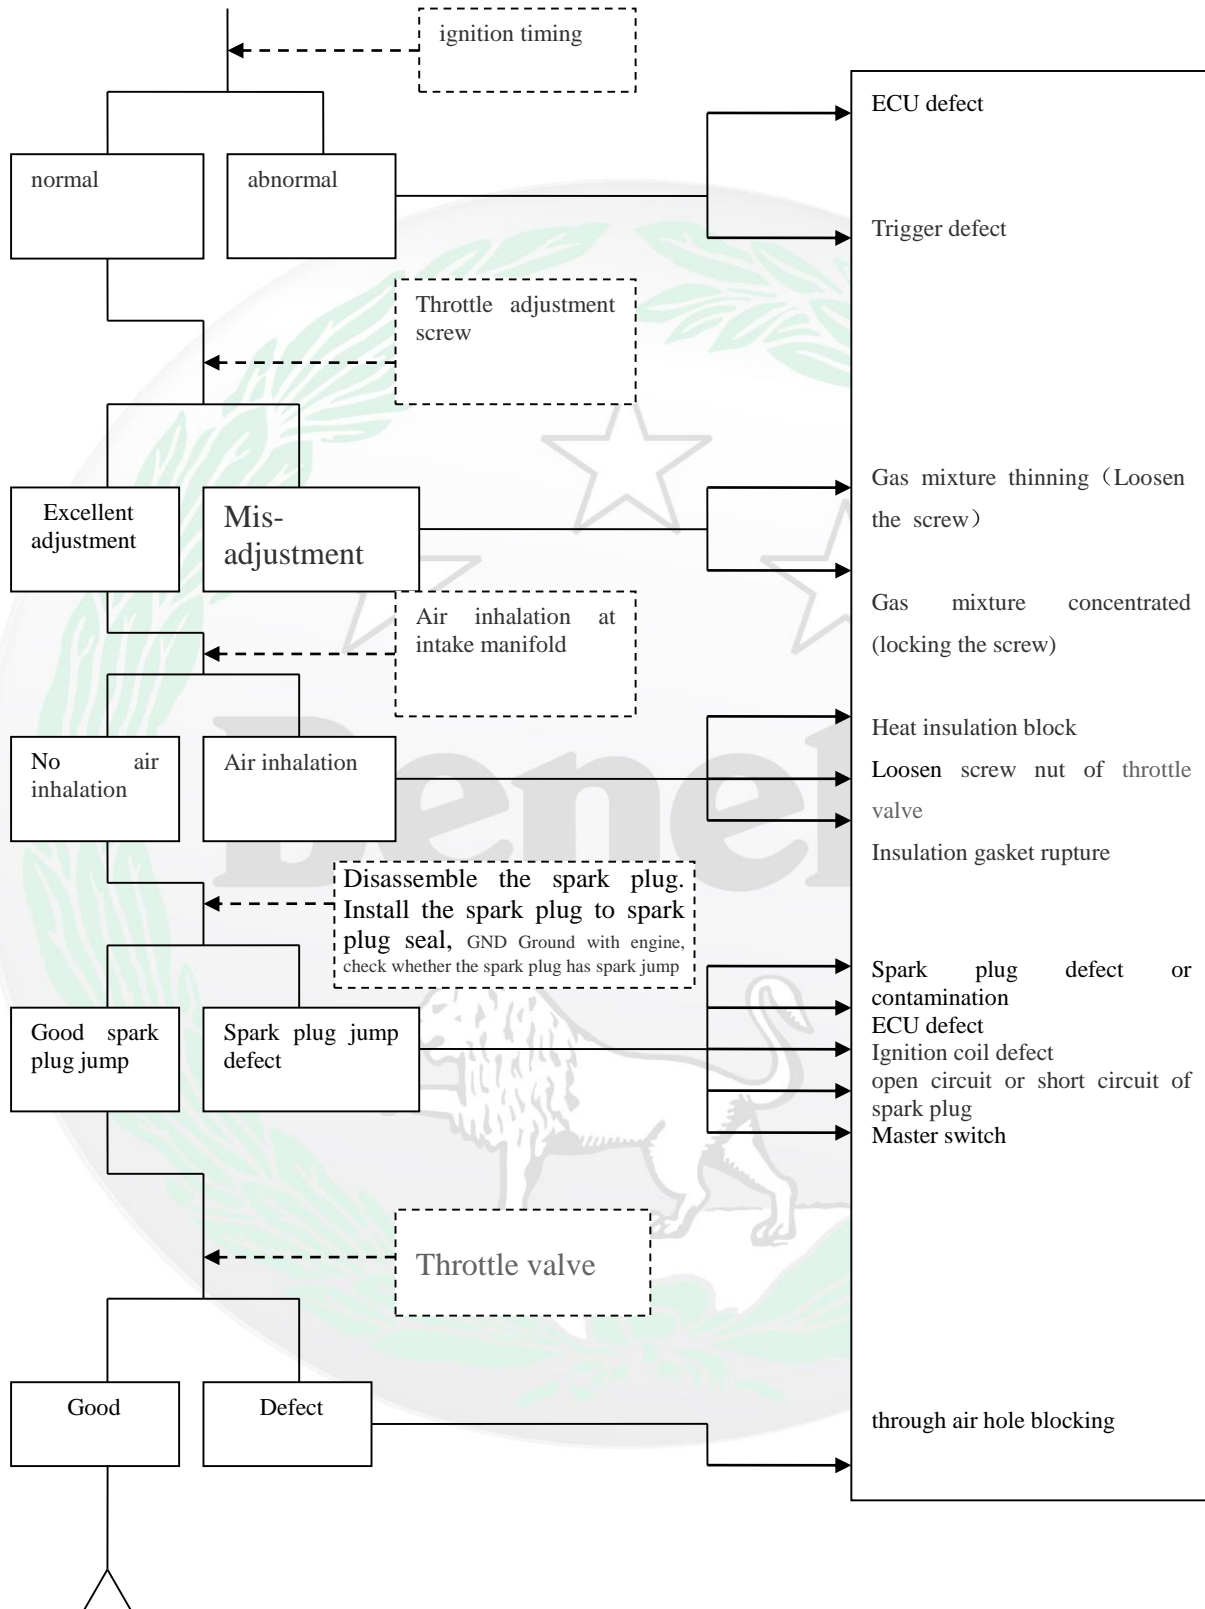 ignition timing
ECU defect
normal
abnormal
Trigger defect
Throttle adjustment
screw
Gas mixture thinning（Loosen
the screw）
Excellent
adjustment
Mis-
adjustment
Gas mixture concentrated
(locking the screw)
Air inhalation at
intake manifold
Heat insulation block
No air
inhalation
Air inhalation
Loosen screw nut of throttle
valve
Insulation gasket rupture
Disassemble the spark plug.
Install the spark plug to spark
plug seal, GND Ground with engine,
check whether the spark plug has spark jump
Spark plug defect or
contamination
ECU defect
Good spark
plug jump
Spark plug jump
defect
Ignition coil defect
open circuit or short circuit of
spark plug
Master switch
Throttle valve
Good
Defect
through air hole blocking
Benel